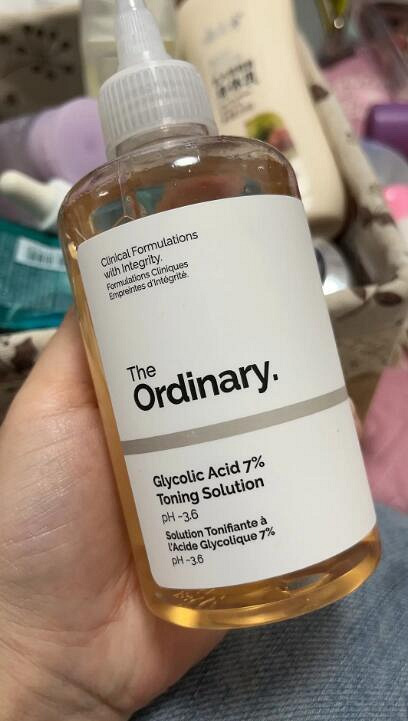 Clinical Formulations
with Integrity.
Formulations Cliniques
Empreintes d'Intégrité.
The
Ordinary.
Glycolic Acid 7%
Toning Solution
pH ~3.6
Solution Tonifiante à
l'Acide Glycolique 7%
pH ~3.6